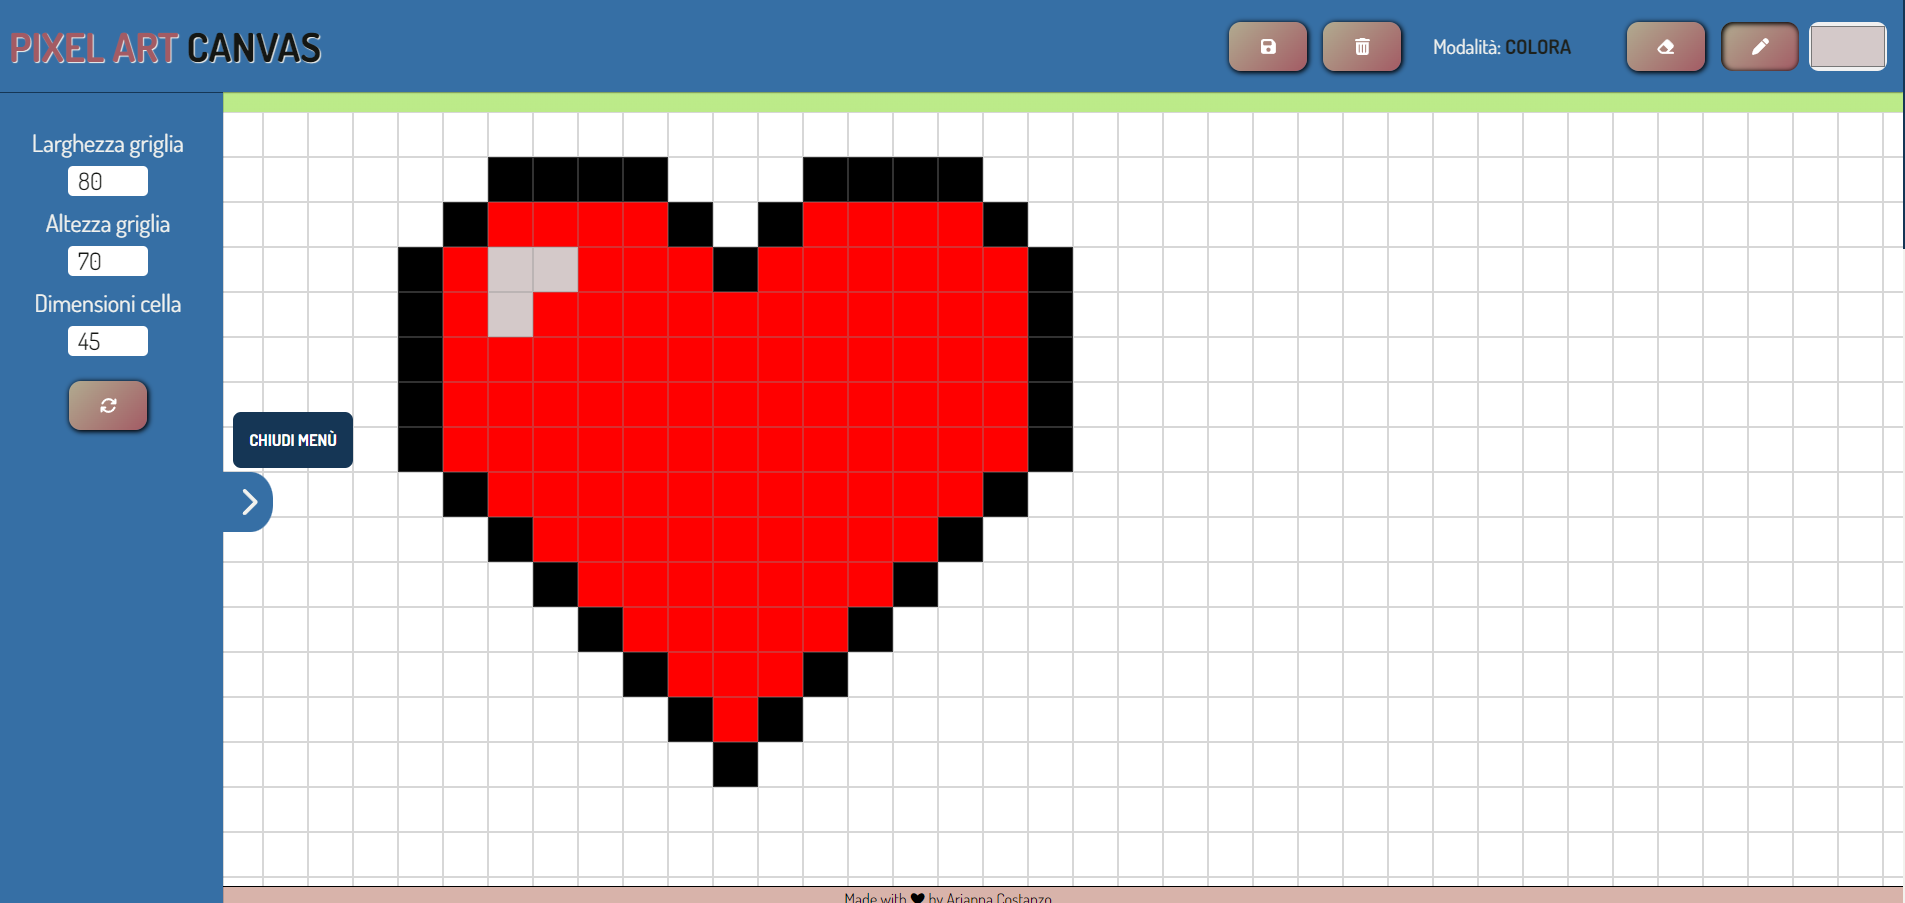 PIXEL ART CANVAS
Modalità: COLORA
Larghezza griglia
80
Altezza griglia
70
Dimensioni cella
45
CHIUDI MENÙ
Made with by Arianna Costanzo